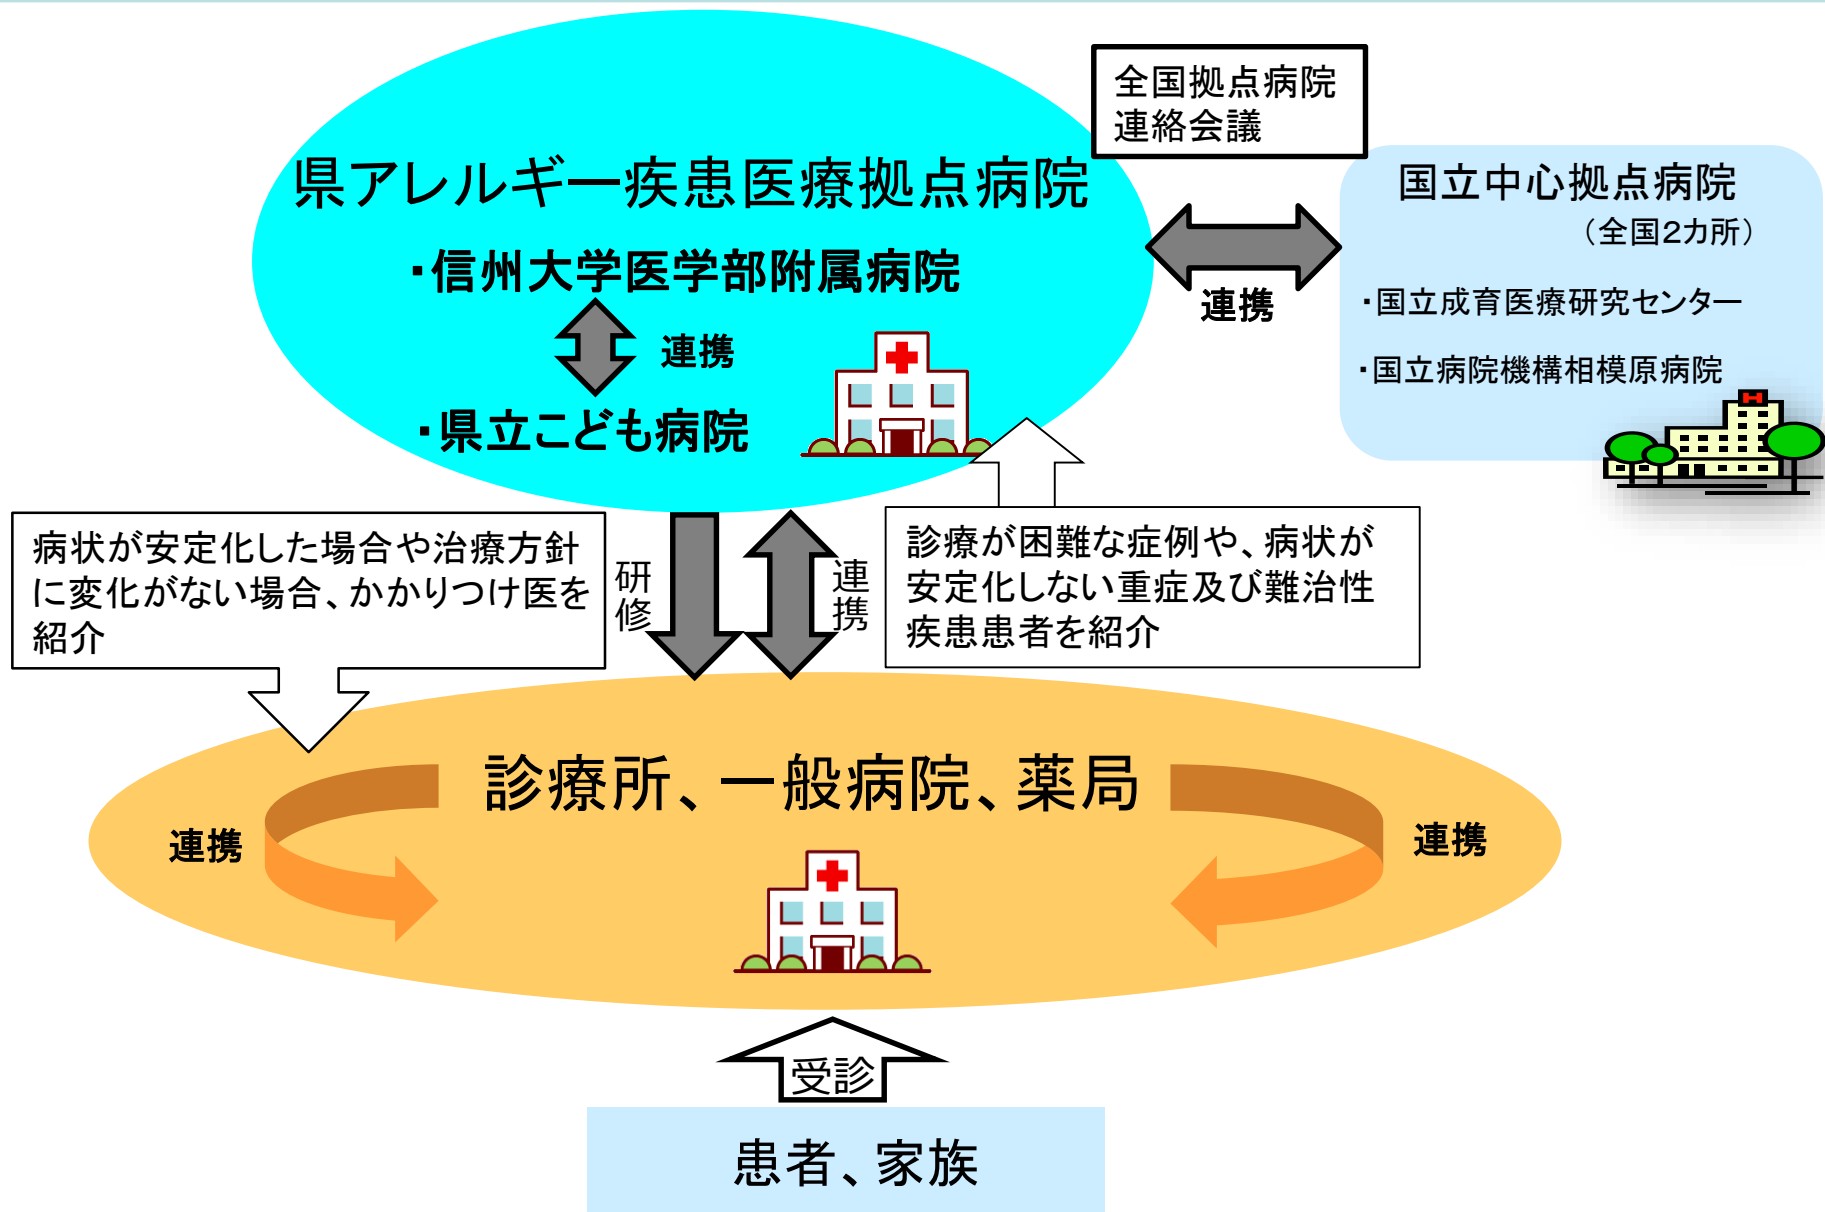 全国拠点病院
連絡会議
県アレルギー疾患医療拠点病院
・信州大学医学部附属病院
連携
・県立こども病院
連携
国立中心拠点病院
（全国2カ所）
・国立成育医療研究センター
・国立病院機構相模原病院
病状が安定化した場合や治療方針
に変化がない場合、かかりつけ医を
紹介
研修
連携
診療が困難な症例や、病状が
安定化しない重症及び難治性
疾患患者を紹介
診療所、一般病院、薬局
連携
連携
受診
患者、家族